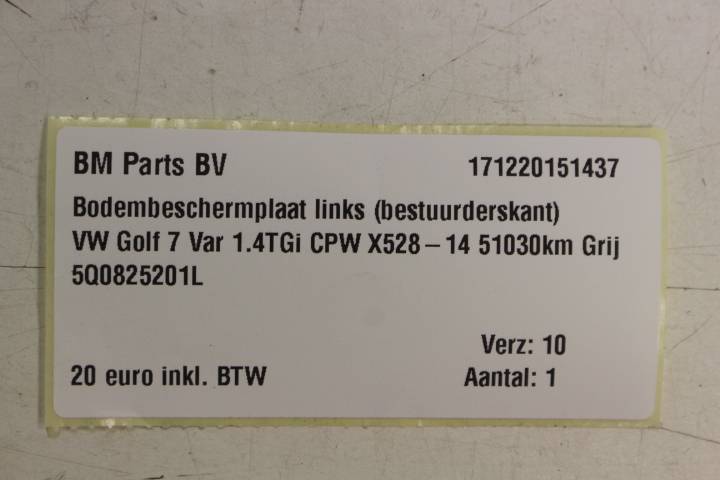 BM Parts BV 171220151437
Bodembeschermplaat links (bestuurderskant)
VW Golf 7 Var 1.4TGi CPW X528 – 14 51030km Grij
5Q0825201L
Verz: 10
20 euro inkl. BTW Aantal: 1